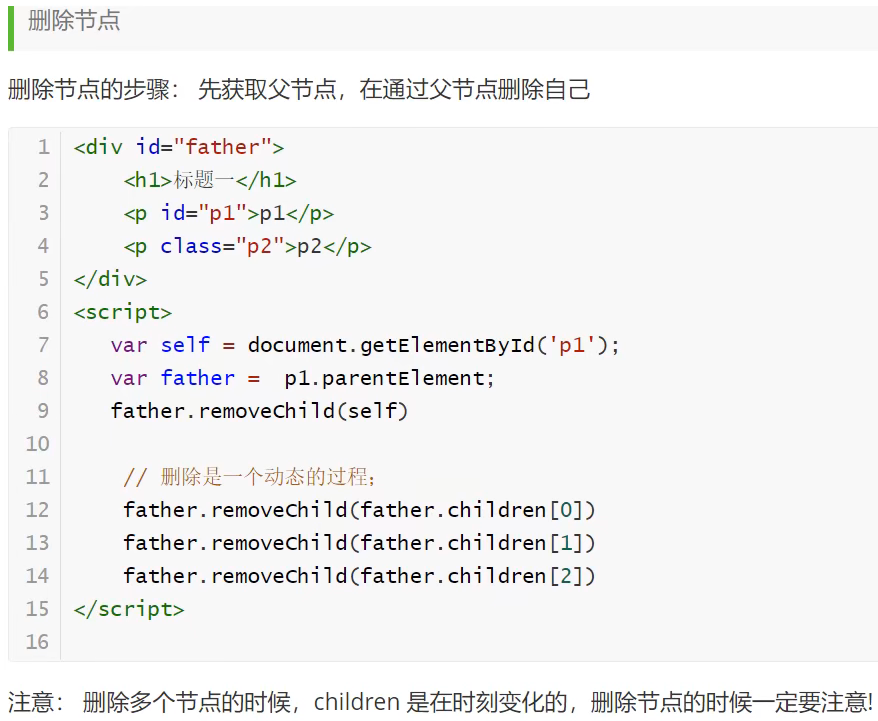 删除节点
删除节点的步骤： 先获取父节点，在通过父节点删除自己
1 <div id="father">
2     <h1>标题一</h1>
3     <p id="p1">p1</p>
4     <p class="p2">p2</p>
5 </div>
6 <script>
7    var self = document.getElementById('p1');
8    var father =  p1.parentElement;
9    father.removeChild(self)
10
11     // 删除是一个动态的过程;
12     father.removeChild(father.children[0])
13     father.removeChild(father.children[1])
14     father.removeChild(father.children[2])
15 </script>
16
注意： 删除多个节点的时候，children 是在时刻变化的，删除节点的时候一定要注意!